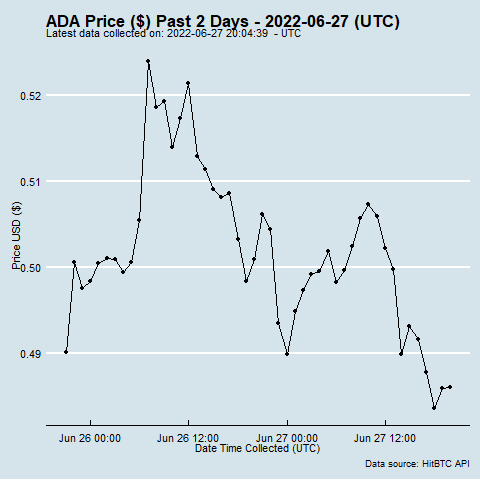 ADA Price ($) Past 2 Days - 2022-06-27 (UTC)
Latest data collected on: 2022-06-27 20:04:39 - UTC
0.52
0.51
0.50
0.49
Price USD ($)
Jun 26 00:00 Jun 26 12:00 Jun 27 00:00 Jun 27 12:00
Date Time Collected (UTC)
Data source: HitBTC API